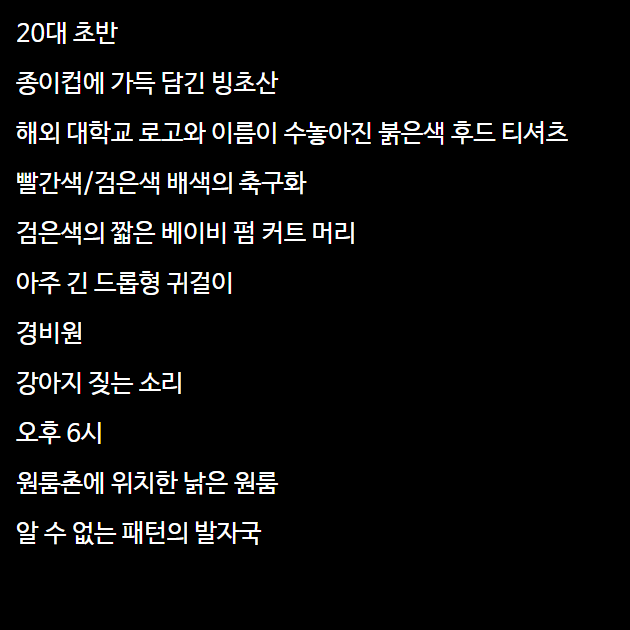 20대 초반
종이컵에 가득 담긴 빙초산
해외 대학교 로고와 이름이 수놓아진 붉은색 후드 티셔츠
빨간색/검은색 배색의 축구화
검은색의 짧은 베이비 펌 커트 머리
아주 긴 드롭형 귀걸이
경비원
강아지 짖는 소리
오후 6시
원룸촌에 위치한 낡은 원룸
알 수 없는 패턴의 발자국